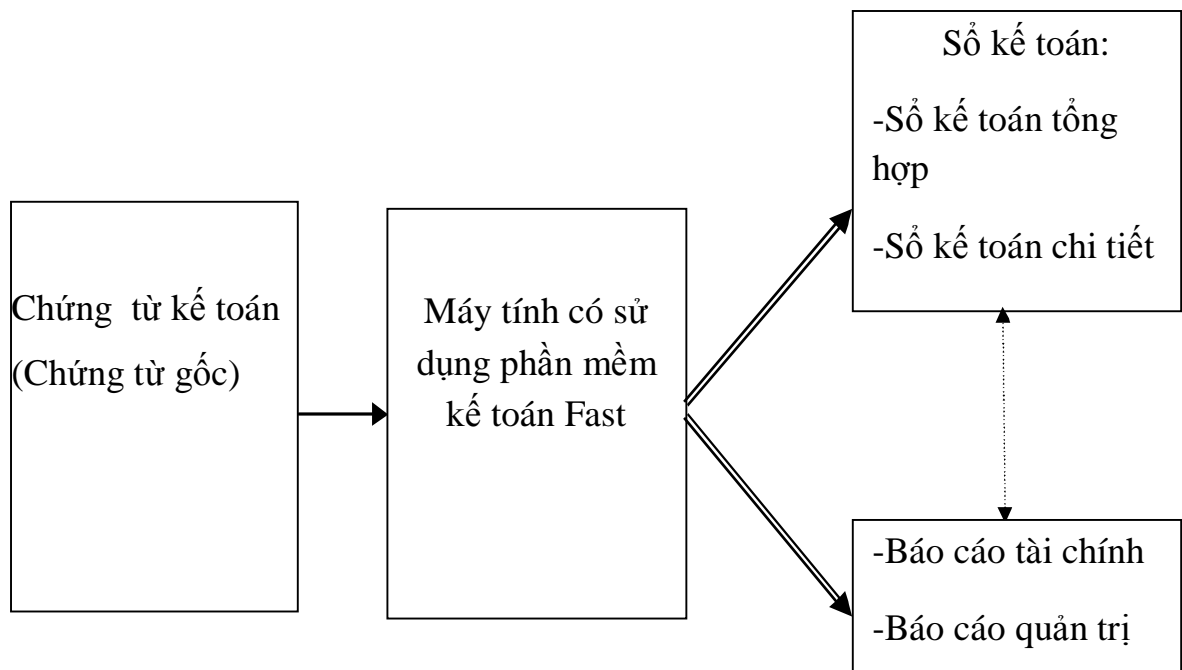 Chứng từ kế toán
(Chứng từ gốc)
Máy tính có sử
dụng phần mềm
kế toán Fast
Sổ kế toán:
-Sổ kế toán tổng
hợp
-Sổ kế toán chi tiết
-Báo cáo tài chính
-Báo cáo quản trị